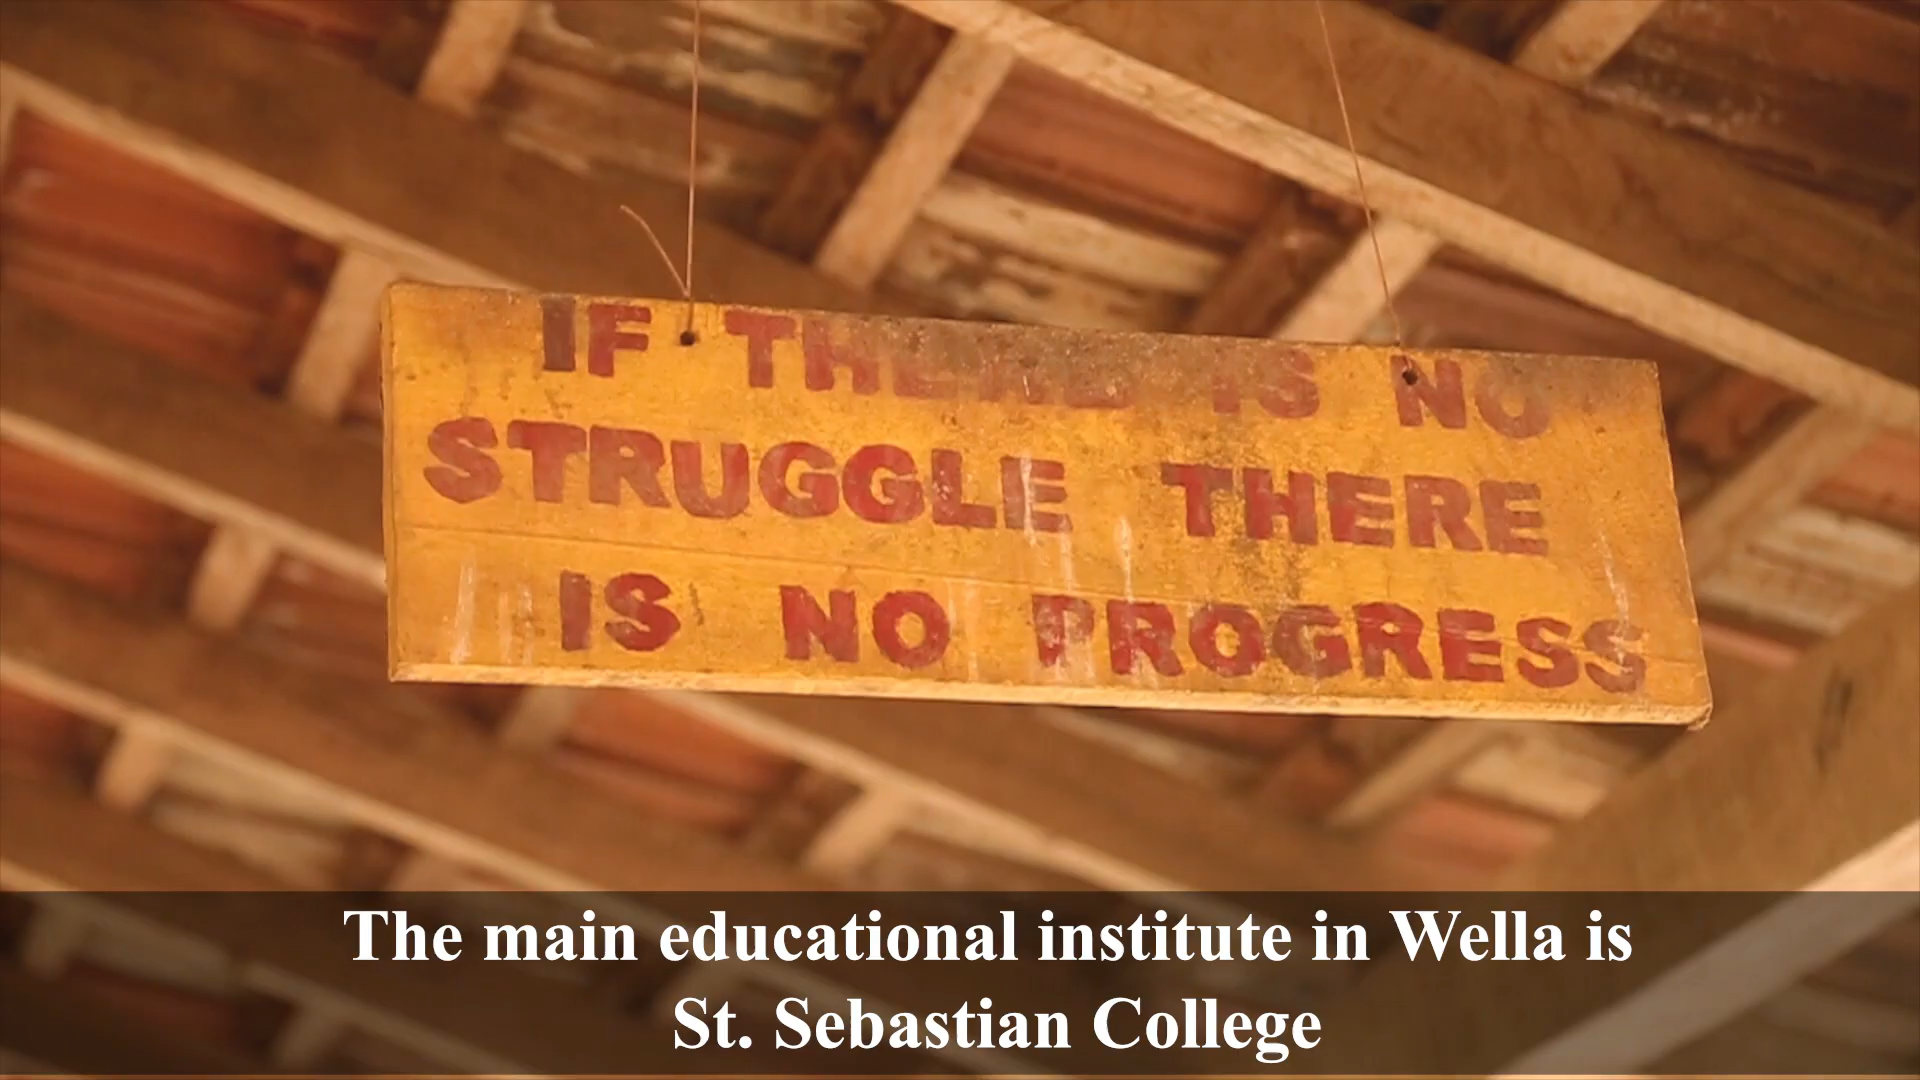 IF THERE IS NO
STRUGGLE THERE
IS NO PROGRESS
The main educational institute in Wella is
St. Sebastian College